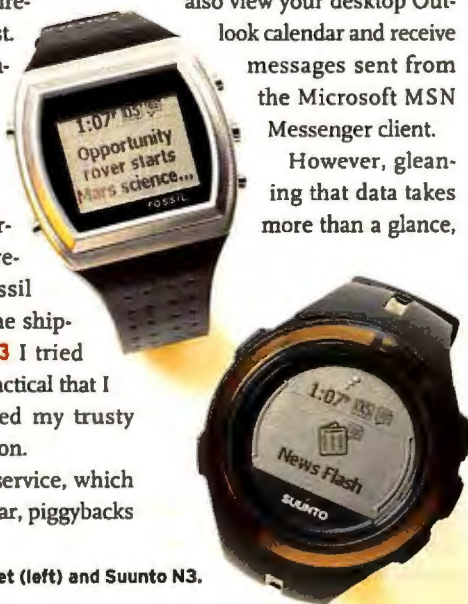 also view your desktop Out-
look calendar and receive
messages sent from
the Microsoft MSN
Messenger client.
However, glean-
ing that data takes
more than a glance,
1:07
Opportunity
rover starts
Mars science...
FOSSIL
ssil
ne ship-
3 I tried
actical that I
ed my trusty
on.
service, which
ar, piggybacks
1:07
News Flash
SUUNTO
et (left) and Suunto N3.